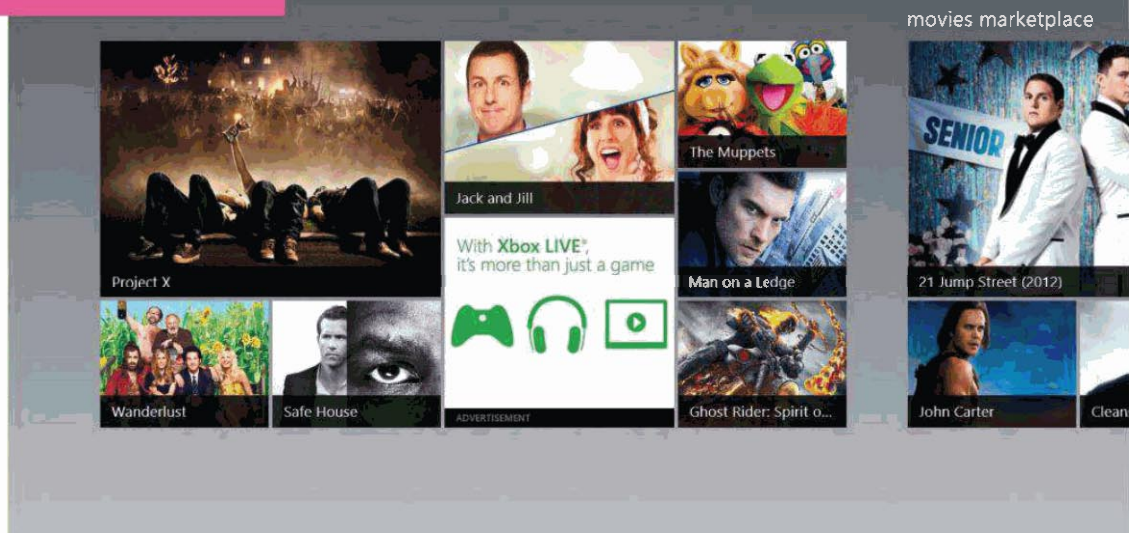 movies marketplace
Project X
Jack and Jill
The Muppets
With Xbox LIVE®,
it's more than just a game
Man on a Ledge
SENIOR
21 Jump Street (2012)
Wanderlust
Safe House
ADVERTISEMENT
Ghost Rider: Spirit o...
John Carter
Clean